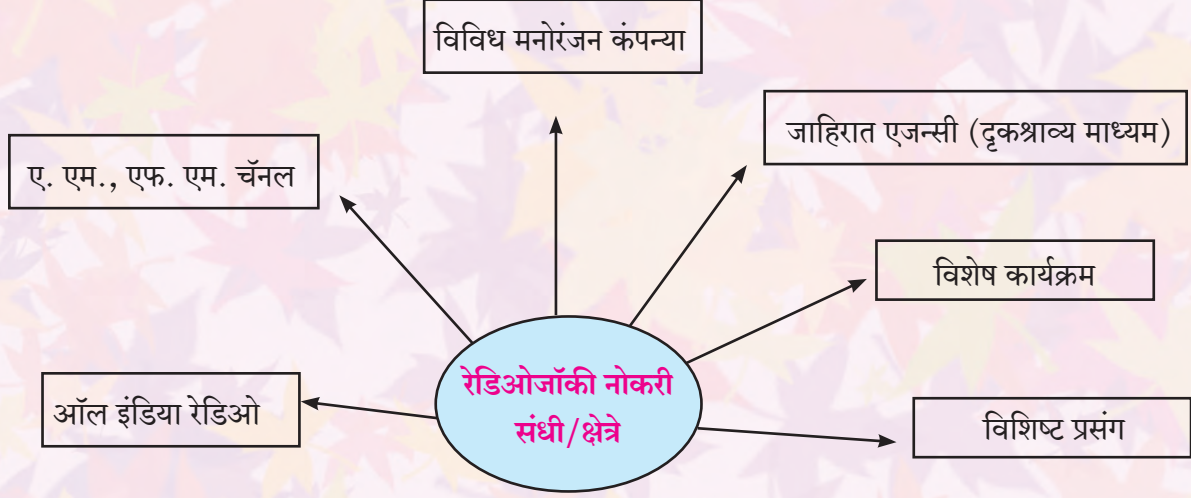 विविध मनोरंजन कंपन्या
जाहिरात एजन्सी (दृकश्राव्य माध्यम)
ए. एम., एफ. एम. चॅनल
विशेष कार्यक्रम
रेडिओजॉकी नोकरी
संधी/क्षेत्रे
ऑल इंडिया रेडिओ
विशिष्ट प्रसंग